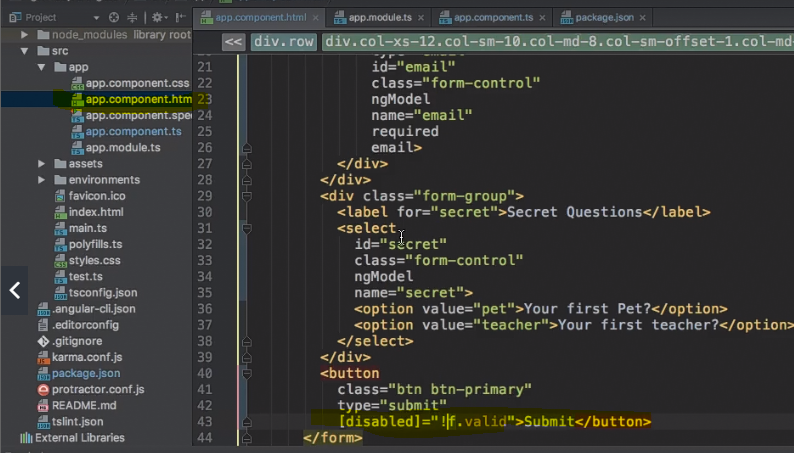 Project
app.component.html
app.module.ts
app.component.ts
package.json
<<
div.row
div.col-xs-12.col-sm-10.col-md-8.col-sm-offset-1.col-md-
node_modules library root
src
app
app.component.css
app.component.htm
app.component.spe
app.component.ts
app.module.ts
assets
environments
favicon.ico
index.html
main.ts
polyfills.ts
styles.css
test.ts
tsconfig.json
.angular-cli.json
.editorconfig
.gitignore
karma.conf.js
package.json
protractor.conf.js
README.md
tslint.json
External Libraries
21 id="email"
22 class="form-control"
23 ngModel
24 name="email"
25 required
26 email>
27 </div>
28 </div>
29 <div class="form-group">
30 <label for="secret">Secret Questions</label>
31 <select
32 id="secret"
33 class="form-control"
34 ngModel
35 name="secret">
36 <option value="pet">Your first Pet?</option>
37 <option value="teacher">Your first teacher?</option>
38 </select>
39 </div>
40 <button
41 class="btn btn-primary"
42 type="submit"
43 [disabled]="!f.valid">Submit</button>
44 </form>